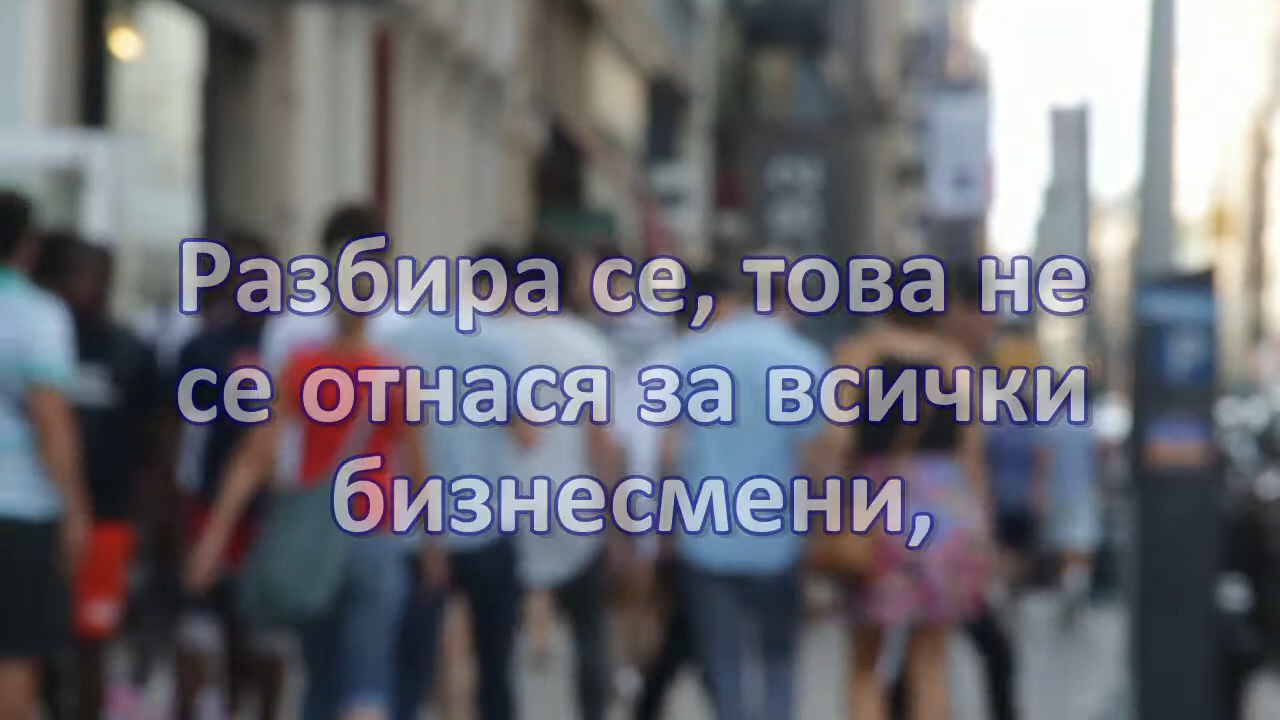 Разбира се, това не
се отнася за всички
бизнесмени,